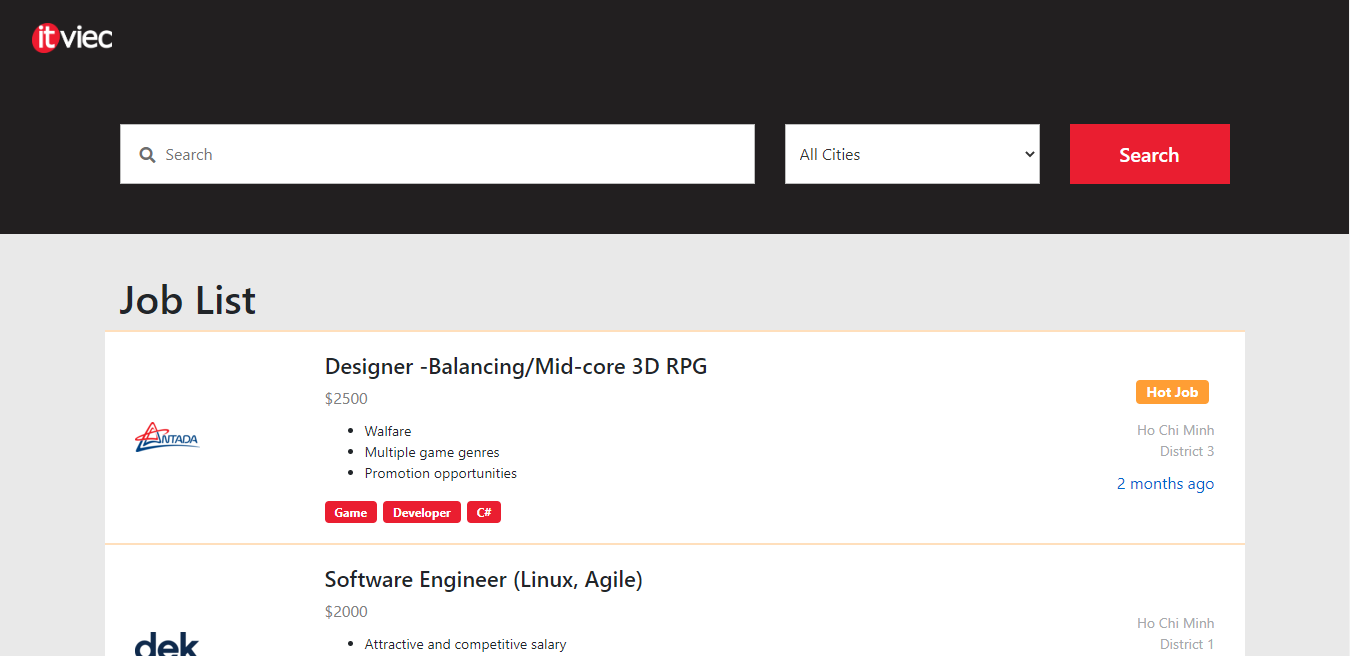 itviec
Search
All Cities
Search
Job List
Designer -Balancing/Mid-core 3D RPG
$2500
Walfare
Multiple game genres
Promotion opportunities
Game Developer C#
ANTADA
Hot Job
Ho Chi Minh
District 3
2 months ago
Software Engineer (Linux, Agile)
$2000
Attractive and competitive salary
dek
Ho Chi Minh
District 1